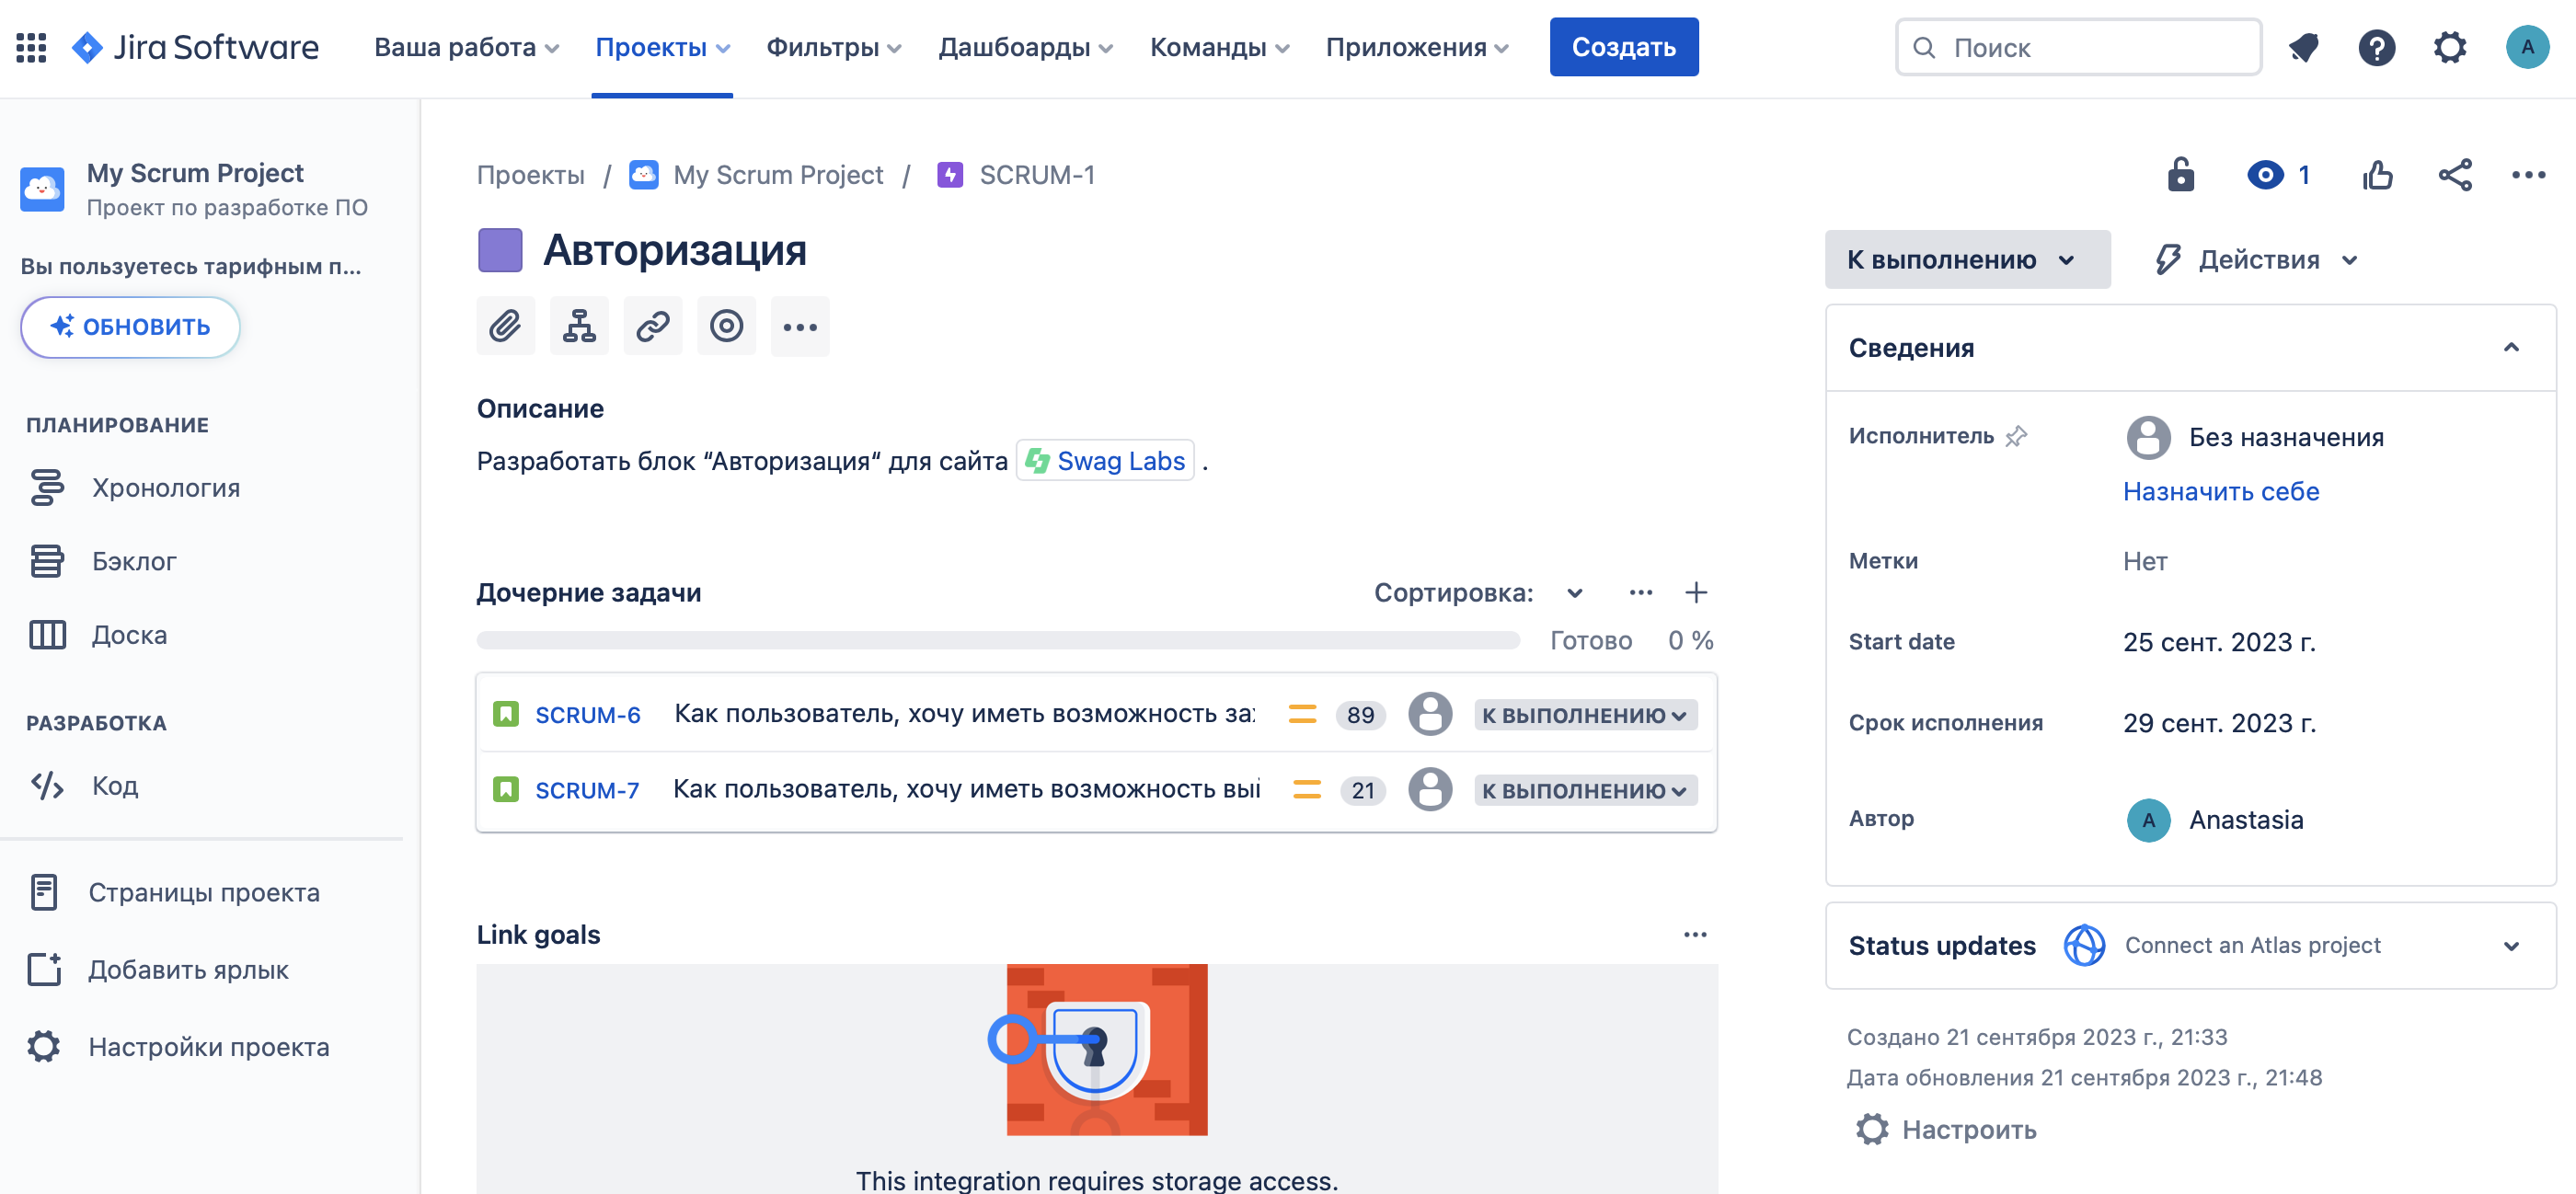 Jira Software
Ваша работа
Проекты
Фильтры
Дашборды
Команды
Приложения
Создать
Поиск
A
My Scrum Project
Проект по разработке ПО
Вы пользуетесь тарифным п...
ОБНОВИТЬ
ПЛАНИРОВАНИЕ
Хронология
Бэклог
Доска
РАЗРАБОТКА
Код
Страницы проекта
Добавить ярлык
Настройки проекта
Проекты / My Scrum Project / SCRUM-1
Авторизация
Описание
Разработать блок “Авторизация“ для сайта Swag Labs .
Дочерние задачи
Сортировка:
Готово 0 %
SCRUM-6 Как пользователь, хочу иметь возможность 89 К ВЫПОЛНЕНИЮ
SCRUM-7 Как пользователь, хочу иметь возможность 21 К ВЫПОЛНЕНИЮ
Link goals
This integration requires storage access.
1
К выполнению
Действия
Сведения
Исполнитель
Без назначения
Назначить себе
Метки
Нет
Start date
25 сент. 2023 г.
Срок исполнения
29 сент. 2023 г.
Автор
A Anastasia
Status updates Connect an Atlas project
Создано 21 сентября 2023 г., 21:33
Дата обновления 21 сентября 2023 г., 21:48
Настроить